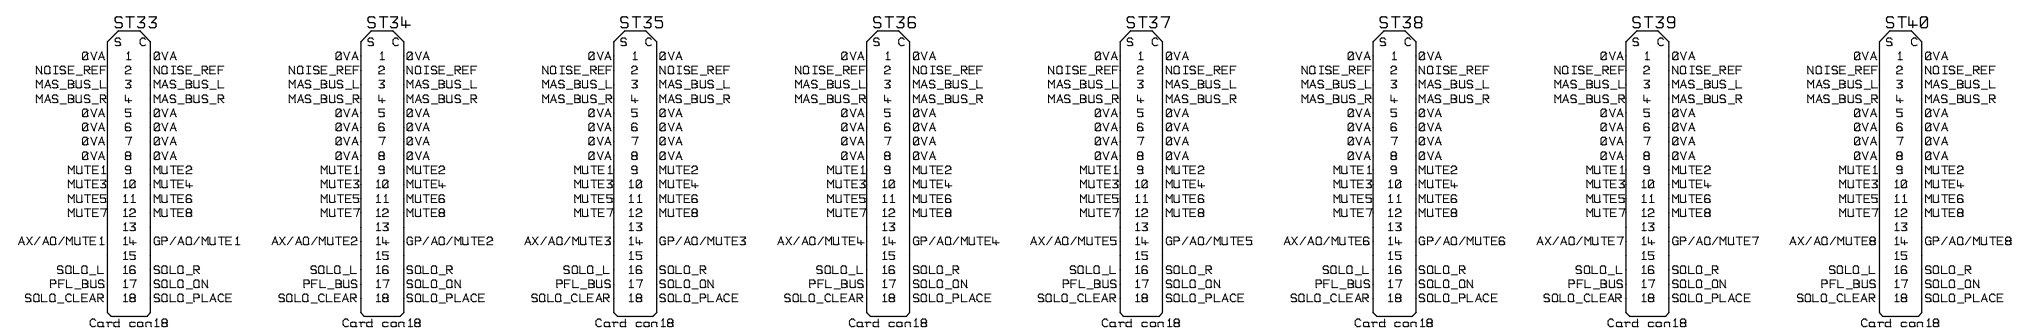 ST33 ST34 ST35 ST36 ST37 ST38 ST39 ST40
S C S C S C S C S C S C S C S C
0VA 1 0VA 0VA 1 0VA 0VA 1 0VA 0VA 1 0VA 0VA 1 0VA 0VA 1 0VA 0VA 1 0VA 0VA 1 0VA
NOISE_REF 2 NOISE_REF NOISE_REF 2 NOISE_REF NOISE_REF 2 NOISE_REF NOISE_REF 2 NOISE_REF NOISE_REF 2 NOISE_REF NOISE_REF 2 NOISE_REF NOISE_REF 2 NOISE_REF NOISE_REF 2 NOISE_REF
MAS_BUS_L 3 MAS_BUS_L MAS_BUS_L 3 MAS_BUS_L MAS_BUS_L 3 MAS_BUS_L MAS_BUS_L 3 MAS_BUS_L MAS_BUS_L 3 MAS_BUS_L MAS_BUS_L 3 MAS_BUS_L MAS_BUS_L 3 MAS_BUS_L MAS_BUS_L 3 MAS_BUS_L
MAS_BUS_R 4 MAS_BUS_R MAS_BUS_R 4 MAS_BUS_R MAS_BUS_R 4 MAS_BUS_R MAS_BUS_R 4 MAS_BUS_R MAS_BUS_R 4 MAS_BUS_R MAS_BUS_R 4 MAS_BUS_R MAS_BUS_R 4 MAS_BUS_R MAS_BUS_R 4 MAS_BUS_R
0VA 5 0VA 0VA 5 0VA 0VA 5 0VA 0VA 5 0VA 0VA 5 0VA 0VA 5 0VA 0VA 5 0VA 0VA 5 0VA
0VA 6 0VA 0VA 6 0VA 0VA 6 0VA 0VA 6 0VA 0VA 6 0VA 0VA 6 0VA 0VA 6 0VA 0VA 6 0VA
0VA 7 0VA 0VA 7 0VA 0VA 7 0VA 0VA 7 0VA 0VA 7 0VA 0VA 7 0VA 0VA 7 0VA 0VA 7 0VA
0VA 8 0VA 0VA 8 0VA 0VA 8 0VA 0VA 8 0VA 0VA 8 0VA 0VA 8 0VA 0VA 8 0VA 0VA 8 0VA
MUTE1 9 MUTE2 MUTE1 9 MUTE2 MUTE1 9 MUTE2 MUTE1 9 MUTE2 MUTE1 9 MUTE2 MUTE1 9 MUTE2 MUTE1 9 MUTE2 MUTE1 9 MUTE2
MUTE3 10 MUTE4 MUTE3 10 MUTE4 MUTE3 10 MUTE4 MUTE3 10 MUTE4 MUTE3 10 MUTE4 MUTE3 10 MUTE4 MUTE3 10 MUTE4 MUTE3 10 MUTE4
MUTE5 11 MUTE6 MUTE5 11 MUTE6 MUTE5 11 MUTE6 MUTE5 11 MUTE6 MUTE5 11 MUTE6 MUTE5 11 MUTE6 MUTE5 11 MUTE6 MUTE5 11 MUTE6
MUTE7 12 MUTE8 MUTE7 12 MUTE8 MUTE7 12 MUTE8 MUTE7 12 MUTE8 MUTE7 12 MUTE8 MUTE7 12 MUTE8 MUTE7 12 MUTE8 MUTE7 12 MUTE8
13 13 13 13 13 13 13 13
AX/AO/MUTE1 14 GP/AO/MUTE1 AX/AO/MUTE2 14 GP/AO/MUTE2 AX/AO/MUTE3 14 GP/AO/MUTE3 AX/AO/MUTE4 14 GP/AO/MUTE4 AX/AO/MUTE5 14 GP/AO/MUTE5 AX/AO/MUTE6 14 GP/AO/MUTE6 AX/AO/MUTE7 14 GP/AO/MUTE7 AX/AO/MUTE8 14 GP/AO/MUTE8
15 15 15 15 15 15 15 15
SOLO_L 16 SOLO_R SOLO_L 16 SOLO_R SOLO_L 16 SOLO_R SOLO_L 16 SOLO_R SOLO_L 16 SOLO_R SOLO_L 16 SOLO_R SOLO_L 16 SOLO_R SOLO_L 16 SOLO_R
PFL_BUS 17 SOLO_ON PFL_BUS 17 SOLO_ON PFL_BUS 17 SOLO_ON PFL_BUS 17 SOLO_ON PFL_BUS 17 SOLO_ON PFL_BUS 17 SOLO_ON PFL_BUS 17 SOLO_ON PFL_BUS 17 SOLO_ON
SOLO_CLEAR 18 SOLO_PLACE SOLO_CLEAR 18 SOLO_PLACE SOLO_CLEAR 18 SOLO_PLACE SOLO_CLEAR 18 SOLO_PLACE SOLO_CLEAR 18 SOLO_PLACE SOLO_CLEAR 18 SOLO_PLACE SOLO_CLEAR 18 SOLO_PLACE SOLO_CLEAR 18 SOLO_PLACE
Card con18 Card con18 Card con18 Card con18 Card con18 Card con18 Card con18 Card con18